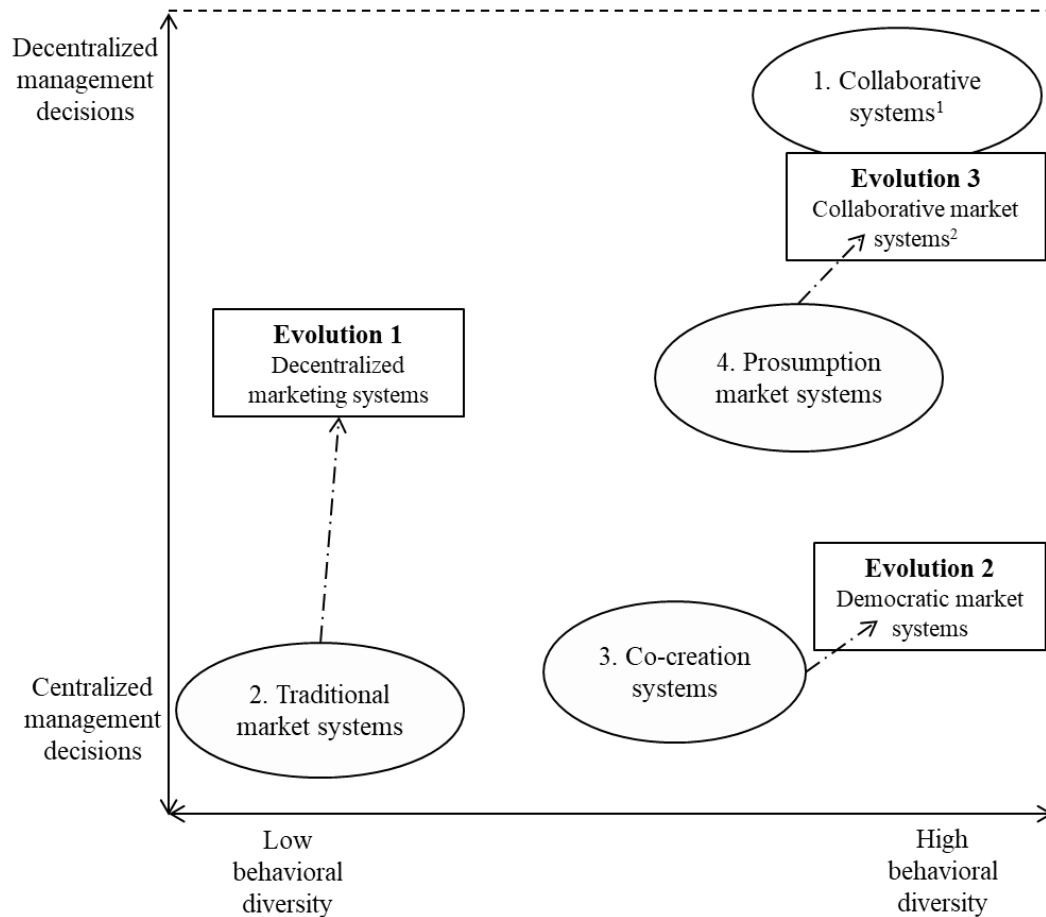 Decentralized
management
decisions
1. Collaborative
systems¹
Evolution 3
Collaborative market
systems²
Evolution 1
Decentralized
marketing systems
4. Prosumption
market systems
Evolution 2
Democratic market
systems
3. Co-creation
systems
Centralized
management
decisions
2. Traditional
market systems
Low
behavioral
diversity
High
behavioral
diversity